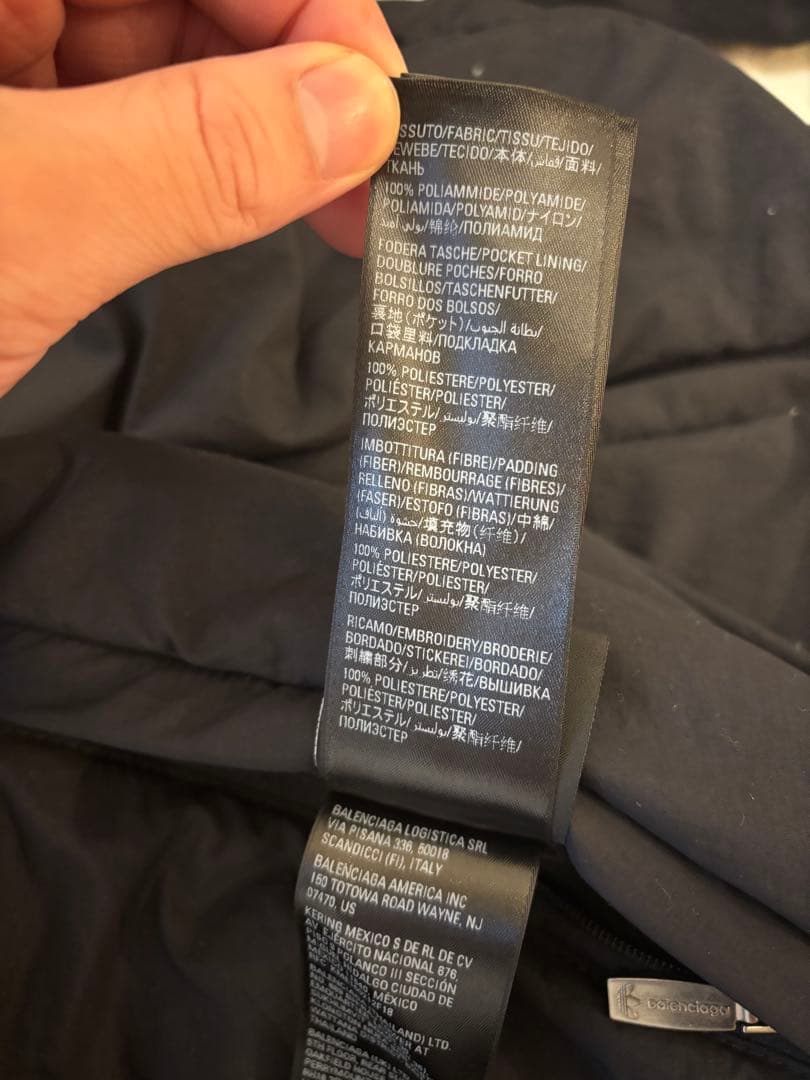 SSUTO/FABRIC/TISSU/TEJIDO/
EWEBE/TECIDO/本体/قماش/面料/
ТКАНЬ
100% POLIAMMIDE/POLYAMIDE/
POLIAMIDA/POLYAMID/ナイロン/
بولي أميد/锦纶/ПОЛИАМИД
FODERA TASCHE/POCKET LINING/
DOUBLURE POCHES/FORRO
BOLSILLOS/TASCHENFUTTER/
FORRO DOS BOLSOS/
裏地(ポケット)/بطانة الجيوب/
口袋里料/ПОДКЛАДКА
КАРМАНОВ
100% POLIESTERE/POLYESTER/
POLIÉSTER/POLIESTER/
ポリエステル/بوليستر/聚酯纤维/
ПОЛИЭСТЕР
IMBOTTITURA (FIBRE)/PADDING
(FIBER)/REMBOURRAGE (FIBRES)/
RELLENO (FIBRAS)/WATTIERUNG
(FASER)/ESTOFO (FIBRAS)/中綿/
حشوة (ألياف)/填充物(纤维)/
НАБИВКА (ВОЛОКНА)
100% POLIESTERE/POLYESTER/
POLIÉSTER/POLIESTER/
ポリエステル/بوليستر/聚酯纤维/
ПОЛИЭСТЕР
RICAMO/EMBROIDERY/BRODERIE/
BORDADO/STICKEREI/BORDADO/
刺繍部分/تطريز/绣花/ВЫШИВКА
100% POLIESTERE/POLYESTER/
POLIÉSTER/POLIESTER/
ポリエステル/بوليستر/聚酯纤维/
ПОЛИЭСТЕР
BALENCIAGA LOGISTICA SRL
VIA PISANA 336, 50018
SCANDICCI (FI), ITALY
BALENCIAGA AMERICA INC
160 TOTOWA ROAD WAYNE, NJ
07470, US
KERING MEXICO S DE RL DE CV
EJÉRCITO NACIONAL 676,
POLANCO III SECCIÓN
HIDALGO CIUDAD DE
MÉXICO
LTD.
AT
balenciaga